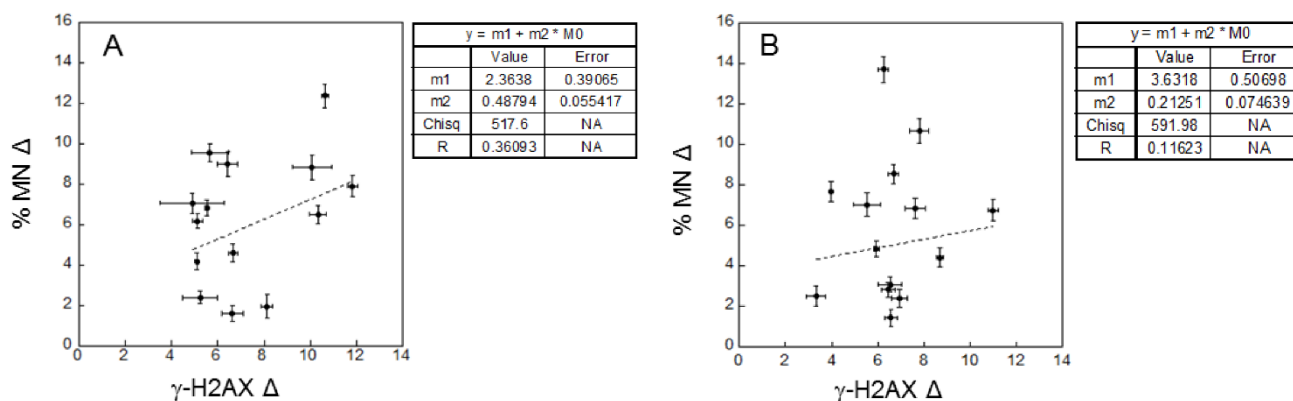 A
% MN Δ
16
14
12
10
8
6
4
2
0
0 2 4 6 8 10 12 14
γ-H2AX Δ
y = m1 + m2 * M0
Value Error
m1 2.3638 0.39065
m2 0.48794 0.055417
Chisq 517.6 NA
R 0.36093 NA
B
% MN Δ
16
14
12
10
8
6
4
2
0
0 2 4 6 8 10 12 14
γ-H2AX Δ
y = m1 + m2 * M0
Value Error
m1 3.6318 0.50698
m2 0.21251 0.074639
Chisq 591.98 NA
R 0.11623 NA